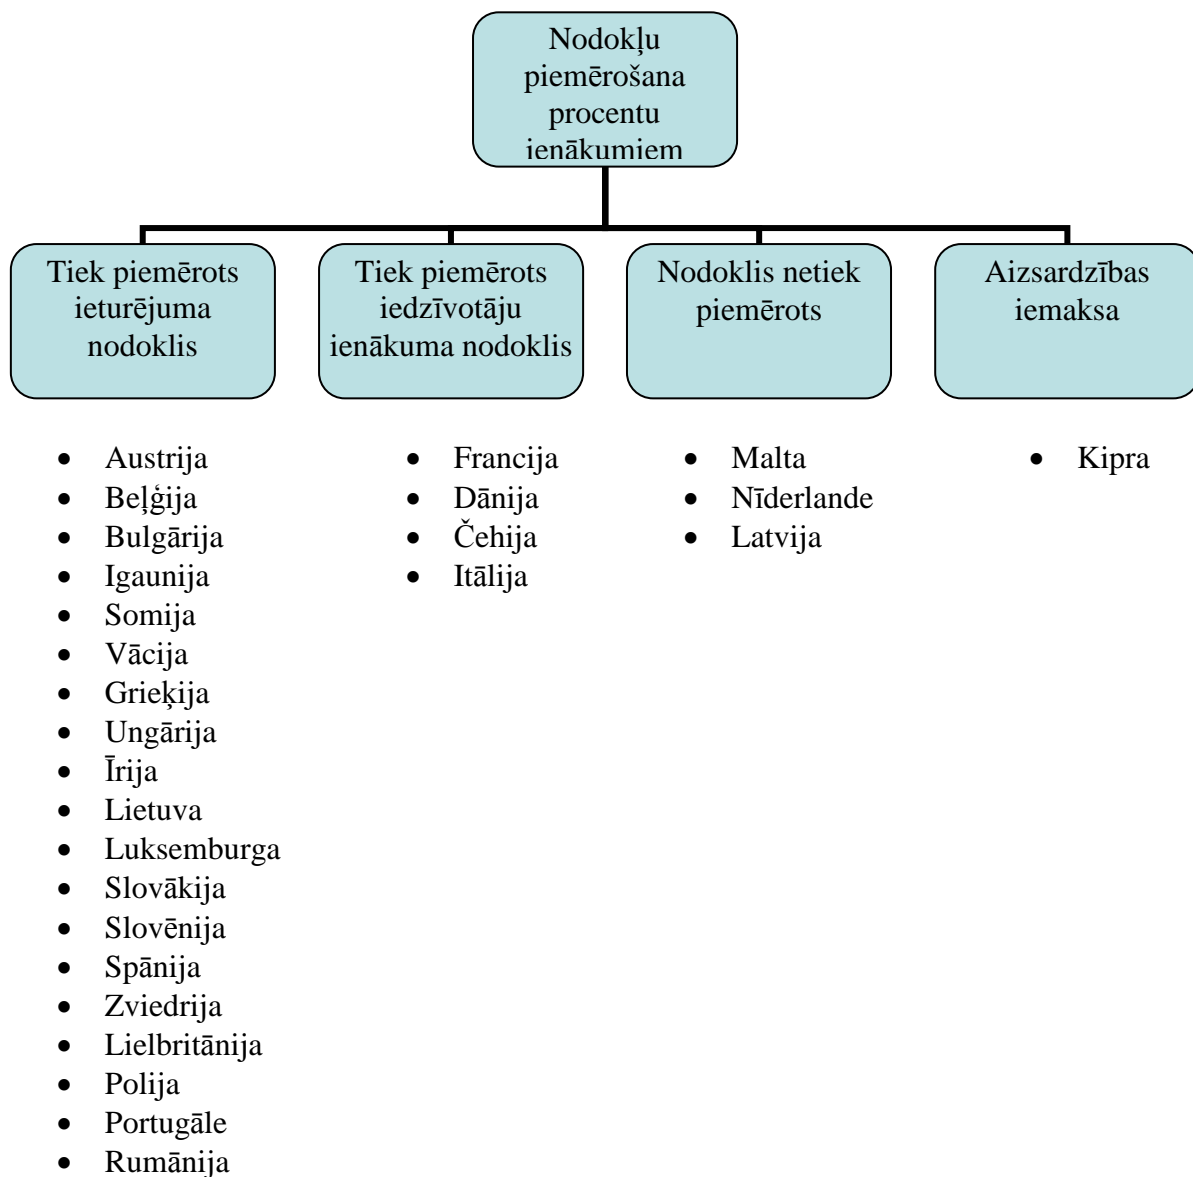 Nodokļu
piemērošana
procentu
ienākumiem
Tiek piemērots
ieturējuma
nodoklis
Tiek piemērots
iedzīvotāju
ienākuma nodoklis
Nodoklis netiek
piemērots
Aizsardzības
iemaksa
• Austrija
• Beļģija
• Bulgārija
• Igaunija
• Somija
• Vācija
• Grieķija
• Ungārija
• Īrija
• Lietuva
• Luksemburga
• Slovākija
• Slovēnija
• Spānija
• Zviedrija
• Lielbritānija
• Polija
• Portugāle
• Rumānija
• Francija
• Dānija
• Čehija
• Itālija
• Malta
• Nīderlande
• Latvija
• Kipra